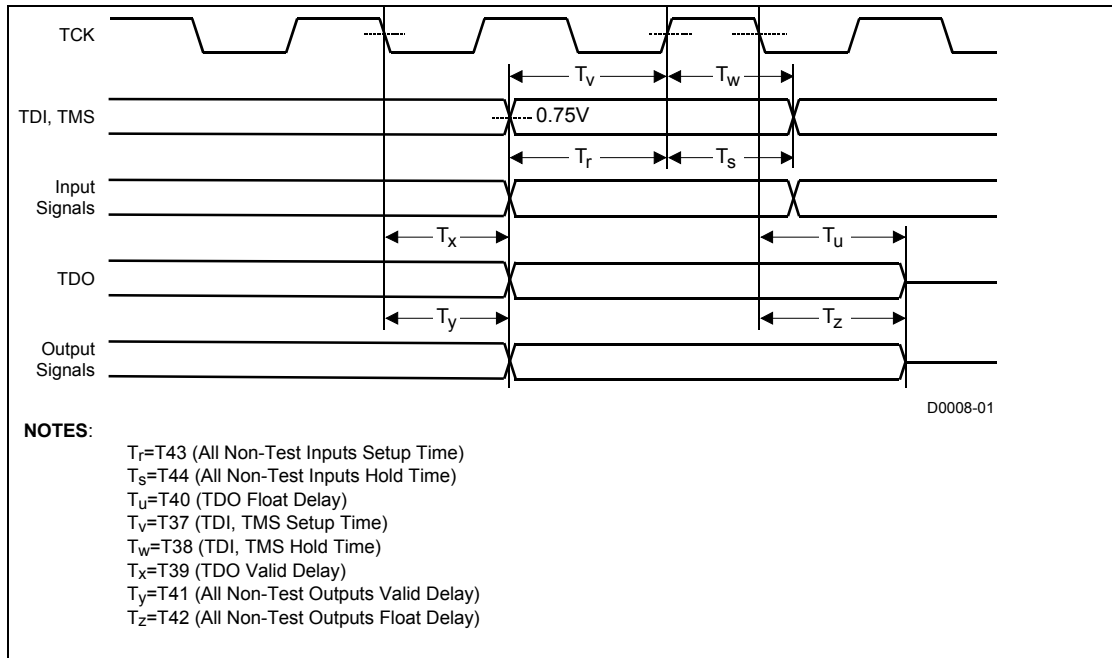 TCK
Tv
Tw
TDI, TMS
0.75V
Tr
Ts
Input
Signals
Tx
Tu
TDO
Ty
Tz
Output
Signals
D0008-01
NOTES:
Tr=T43 (All Non-Test Inputs Setup Time)
Ts=T44 (All Non-Test Inputs Hold Time)
Tu=T40 (TDO Float Delay)
Tv=T37 (TDI, TMS Setup Time)
Tw=T38 (TDI, TMS Hold Time)
Tx=T39 (TDO Valid Delay)
Ty=T41 (All Non-Test Outputs Valid Delay)
Tz=T42 (All Non-Test Outputs Float Delay)